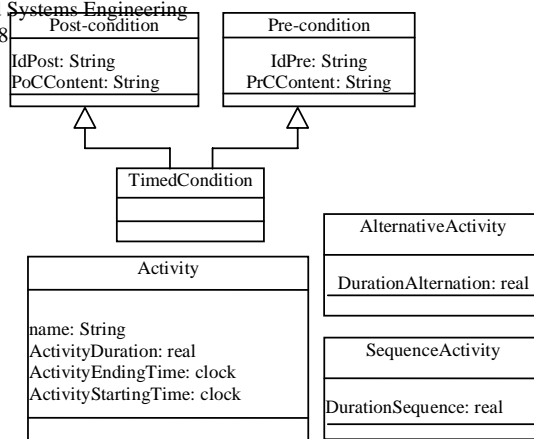 Systems Engineering
8
Post-condition
IdPost: String
PoCContent: String
Pre-condition
IdPre: String
PrCContent: String
TimedCondition
Activity
name: String
ActivityDuration: real
ActivityEndingTime: clock
ActivityStartingTime: clock
AlternativeActivity
DurationAlternation: real
SequenceActivity
DurationSequence: real